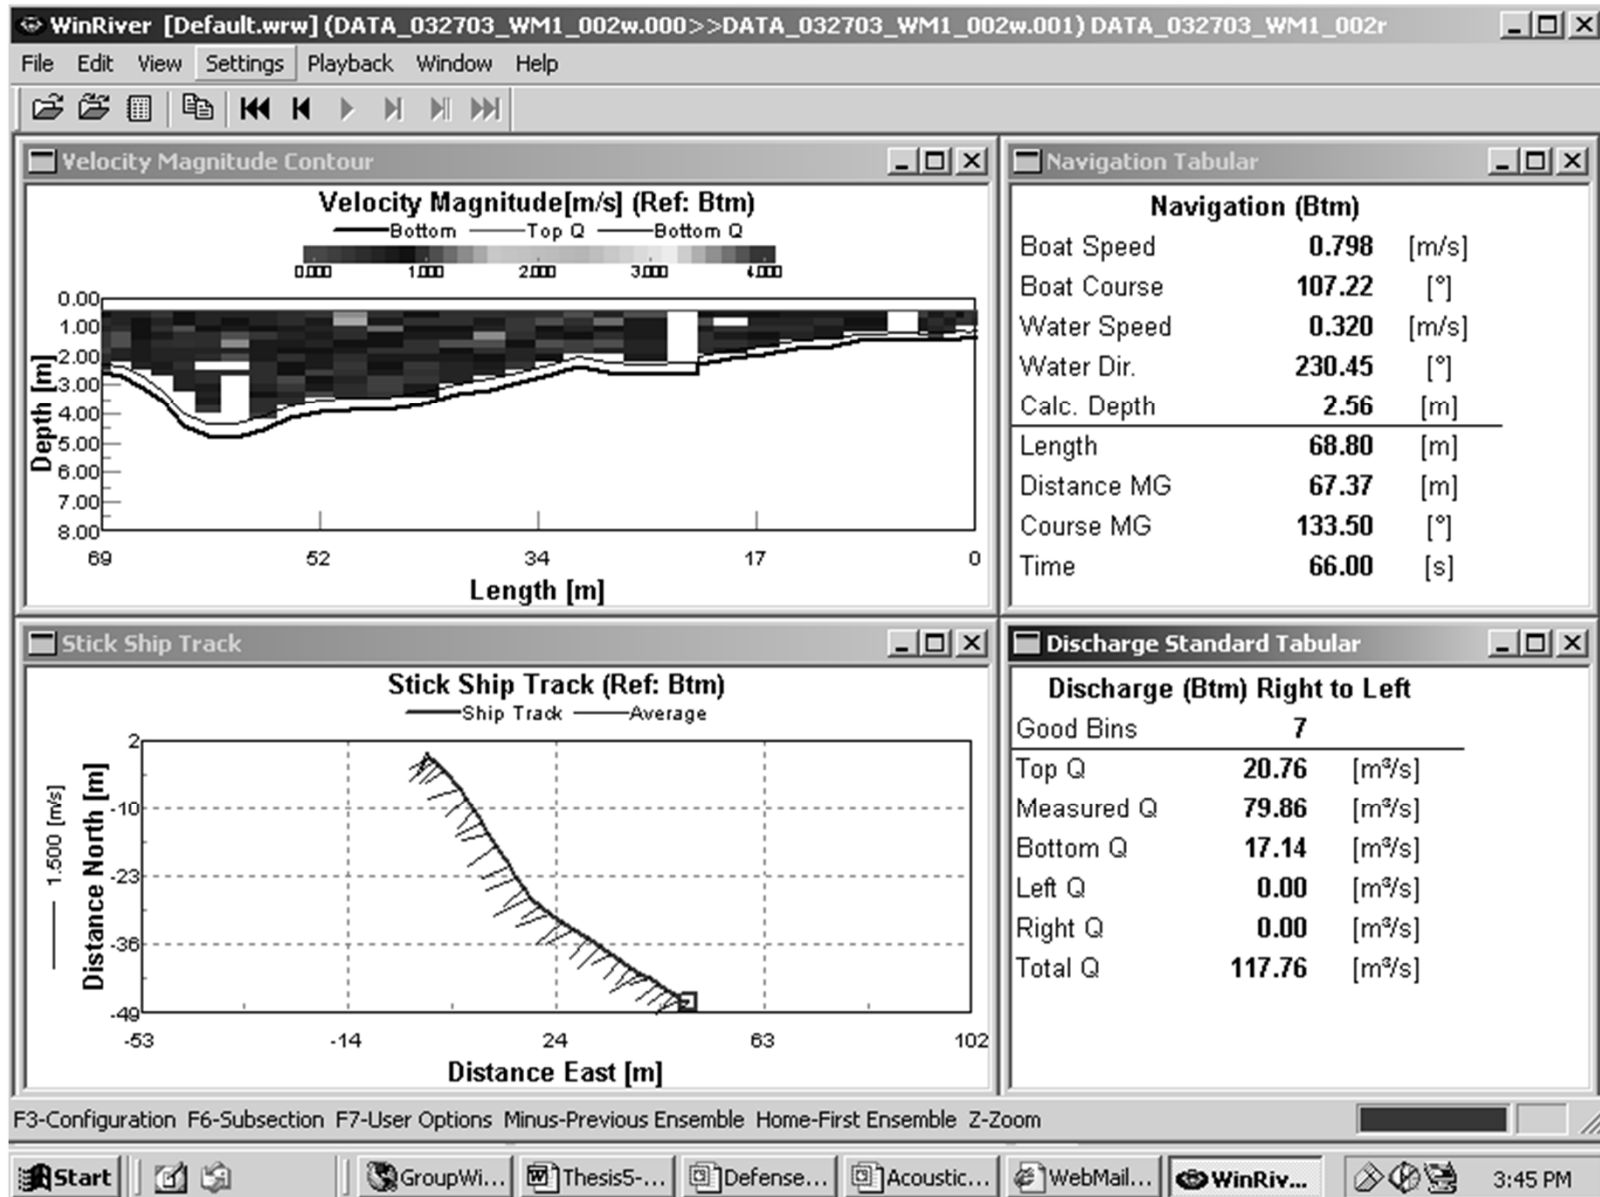 WinRiver [Default.wrw] (DATA_032703_WM1_002w.000>>DATA_032703_WM1_002w.001) DATA_032703_WM1_002r
File Edit View Settings Playback Window Help
Velocity Magnitude Contour
Velocity Magnitude[m/s] (Ref: Btm)
Bottom Top Q Bottom Q
0.000 1.000 2.000 3.000 4.000
0.00
1.00
2.00
3.00
4.00
5.00
6.00
7.00
8.00
Depth [m]
69 52 34 17 0
Length [m]
Navigation Tabular
Navigation (Btm)
Boat Speed 0.798 [m/s]
Boat Course 107.22 [°]
Water Speed 0.320 [m/s]
Water Dir. 230.45 [°]
Calc. Depth 2.56 [m]
Length 68.80 [m]
Distance MG 67.37 [m]
Course MG 133.50 [°]
Time 66.00 [s]
Stick Ship Track
Stick Ship Track (Ref: Btm)
Ship Track Average
1.500 [m/s]
Distance North [m]
2
-10
-23
-36
-49
-53 -14 24 63 102
Distance East [m]
Discharge Standard Tabular
Discharge (Btm) Right to Left
Good Bins 7
Top Q 20.76 [m³/s]
Measured Q 79.86 [m³/s]
Bottom Q 17.14 [m³/s]
Left Q 0.00 [m³/s]
Right Q 0.00 [m³/s]
Total Q 117.76 [m³/s]
F3-Configuration F6-Subsection F7-User Options Minus-Previous Ensemble Home-First Ensemble Z-Zoom
Start GroupWi... Thesis5-... Defense... Acoustic... WebMail... WinRiv... 3:45 PM